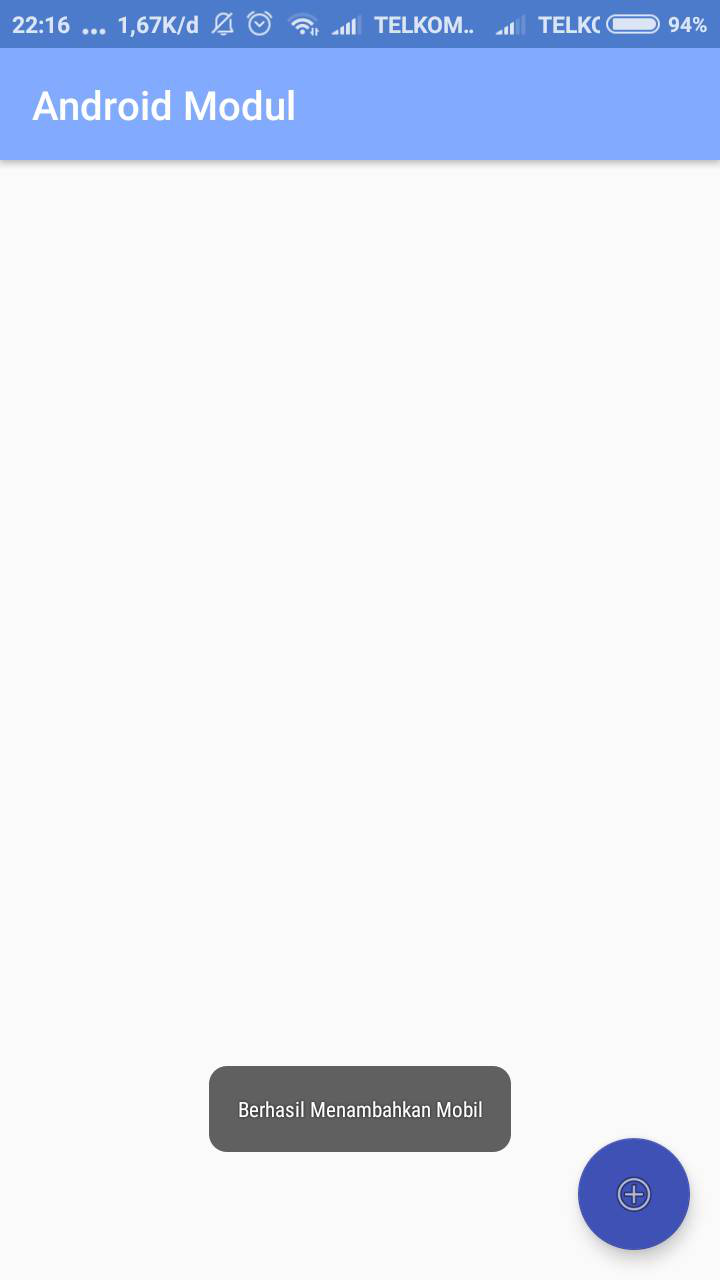 22:16 ... 1,67K/d TELKOM.. TELKC 94%
Android Modul
Berhasil Menambahkan Mobil